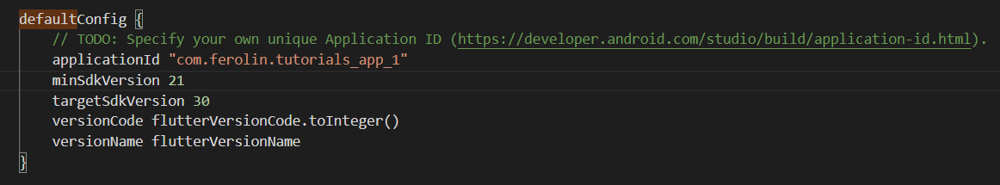 defaultConfig {
// TODO: Specify your own unique Application ID (https://developer.android.com/studio/build/application-id.html).
applicationId "com.ferolin.tutorials_app_1"
minSdkVersion 21
targetSdkVersion 30
versionCode flutterVersionCode.toInteger()
versionName flutterVersionName
}